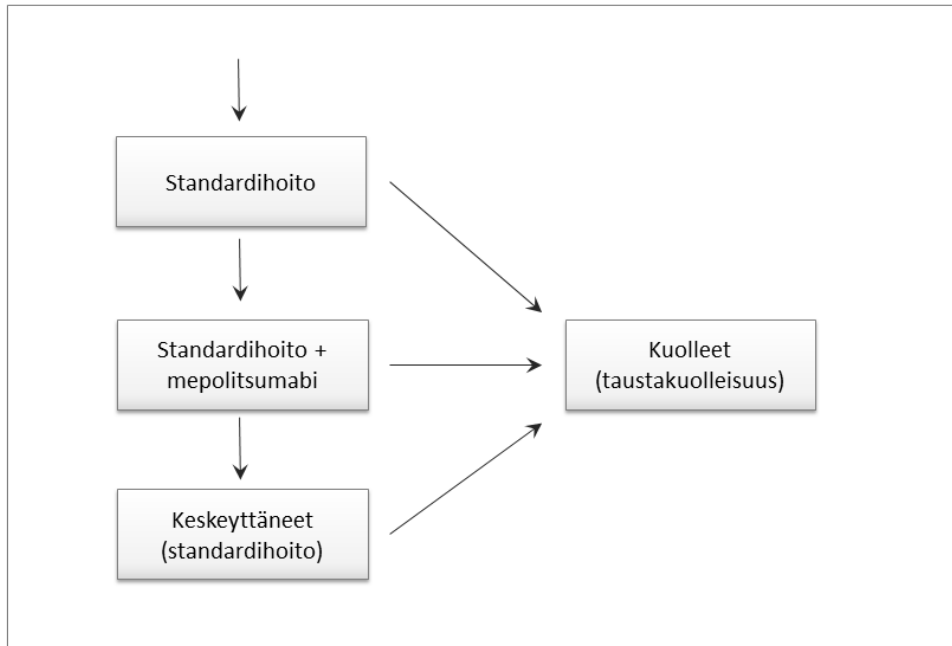 Standardihoito
Standardihoito +
mepolitsumabi
Kuolleet
(taustakuolleisuus)
Keskeyttäneet
(standardihoito)